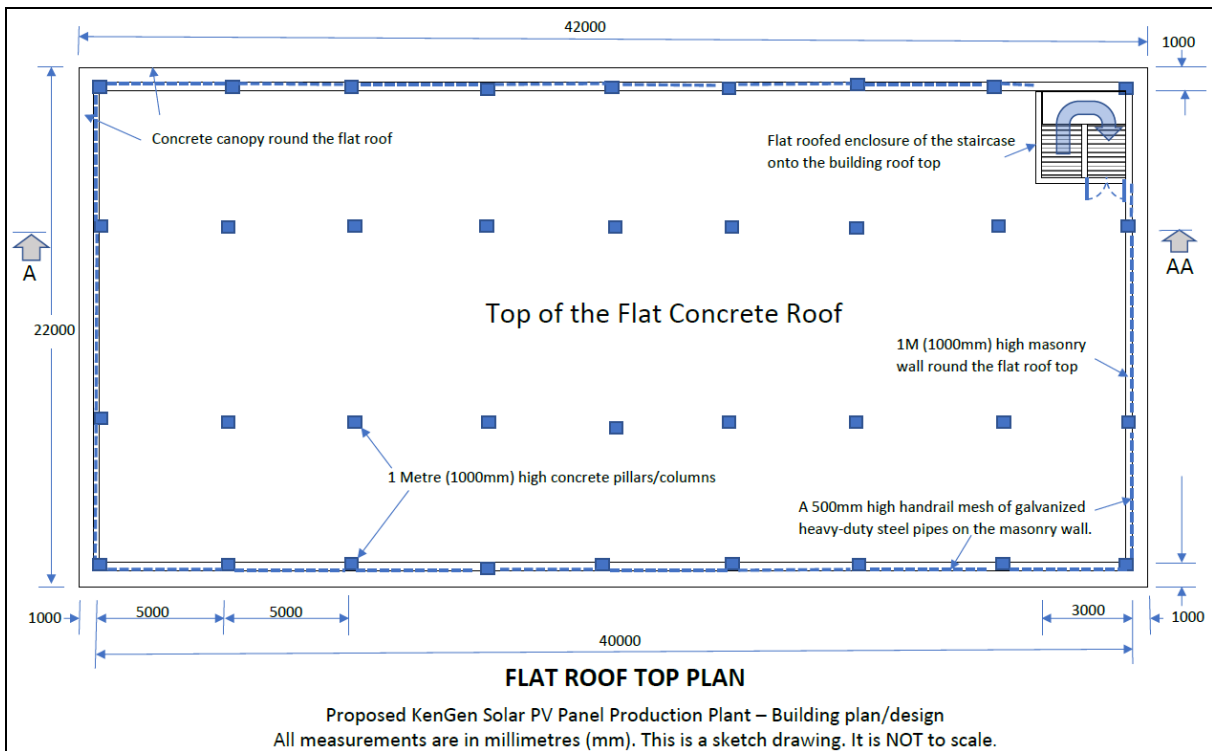 42000
1000
Concrete canopy round the flat roof
Flat roofed enclosure of the staircase
onto the building roof top
A
AA
Top of the Flat Concrete Roof
22000
1M (1000mm) high masonry
wall round the flat roof top
1 Metre (1000mm) high concrete pillars/columns
A 500mm high handrail mesh of galvanized
heavy-duty steel pipes on the masonry wall.
1000
5000
5000
3000
1000
40000
FLAT ROOF TOP PLAN
Proposed KenGen Solar PV Panel Production Plant – Building plan/design
All measurements are in millimetres (mm). This is a sketch drawing. It is NOT to scale.